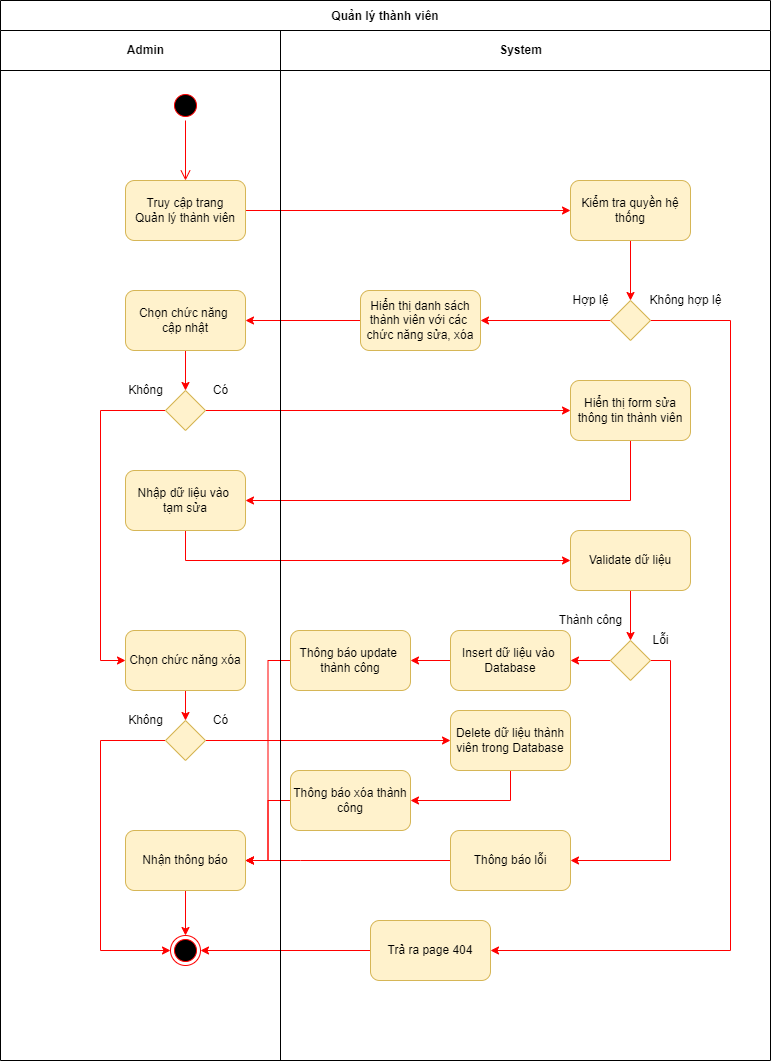 Quản lý thành viên
Admin
System
Truy cập trang
Quản lý thành viên
Kiểm tra quyền hệ
thống
Hợp lệ
Không hợp lệ
Chọn chức năng
cập nhật
Hiển thị danh sách
thành viên với các
chức năng sửa, xóa
Không
Có
Hiển thị form sửa
thông tin thành viên
Nhập dữ liệu vào
tạm sửa
Validate dữ liệu
Thành công
Lỗi
Chọn chức năng xóa
Thông báo update
thành công
Insert dữ liệu vào
Database
Không
Có
Delete dữ liệu thành
viên trong Database
Thông báo xóa thành
công
Nhận thông báo
Thông báo lỗi
Trả ra page 404